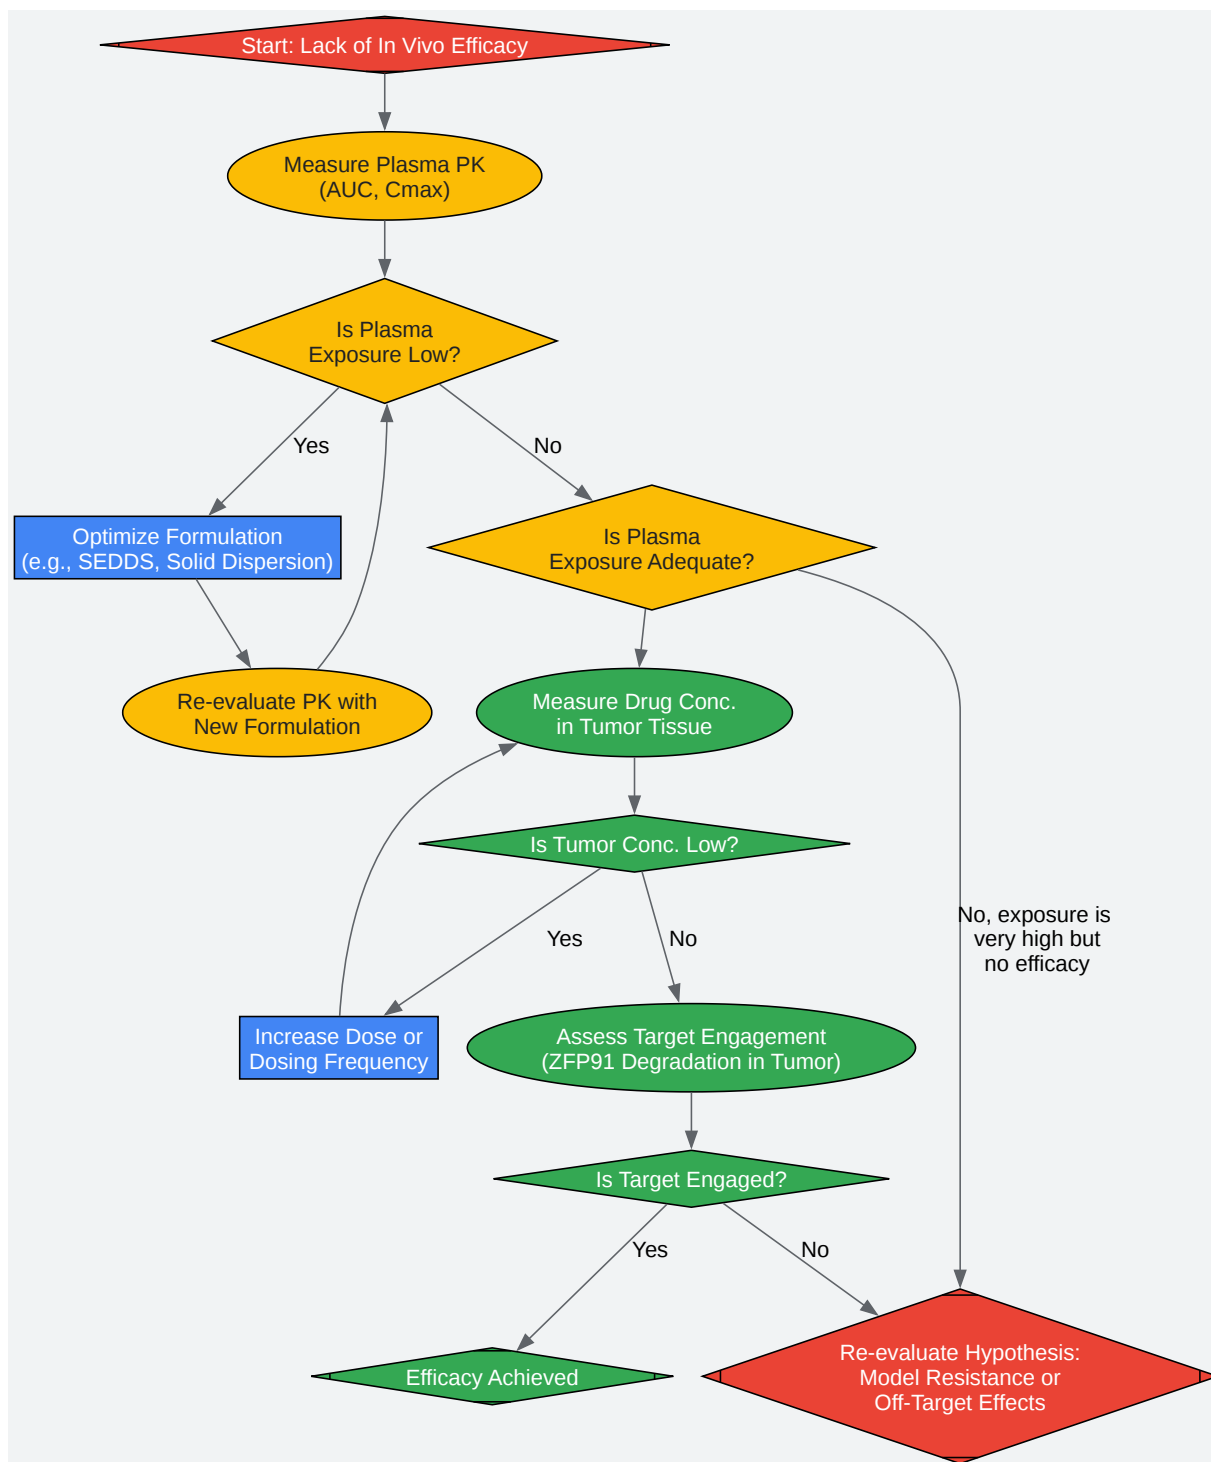 Start: Lack of In Vivo Efficacy
Measure Plasma PK
(AUC, Cmax)
Is Plasma
Exposure Low?
Yes
No
Optimize Formulation
(e.g., SEDDS, Solid Dispersion)
Is Plasma
Exposure Adequate?
Re-evaluate PK with
New Formulation
Measure Drug Conc.
in Tumor Tissue
Is Tumor Conc. Low?
Yes
No
No, exposure is
very high but
no efficacy
Increase Dose or
Dosing Frequency
Assess Target Engagement
(ZFP91 Degradation in Tumor)
Is Target Engaged?
Yes
No
Efficacy Achieved
Re-evaluate Hypothesis:
Model Resistance or
Off-Target Effects